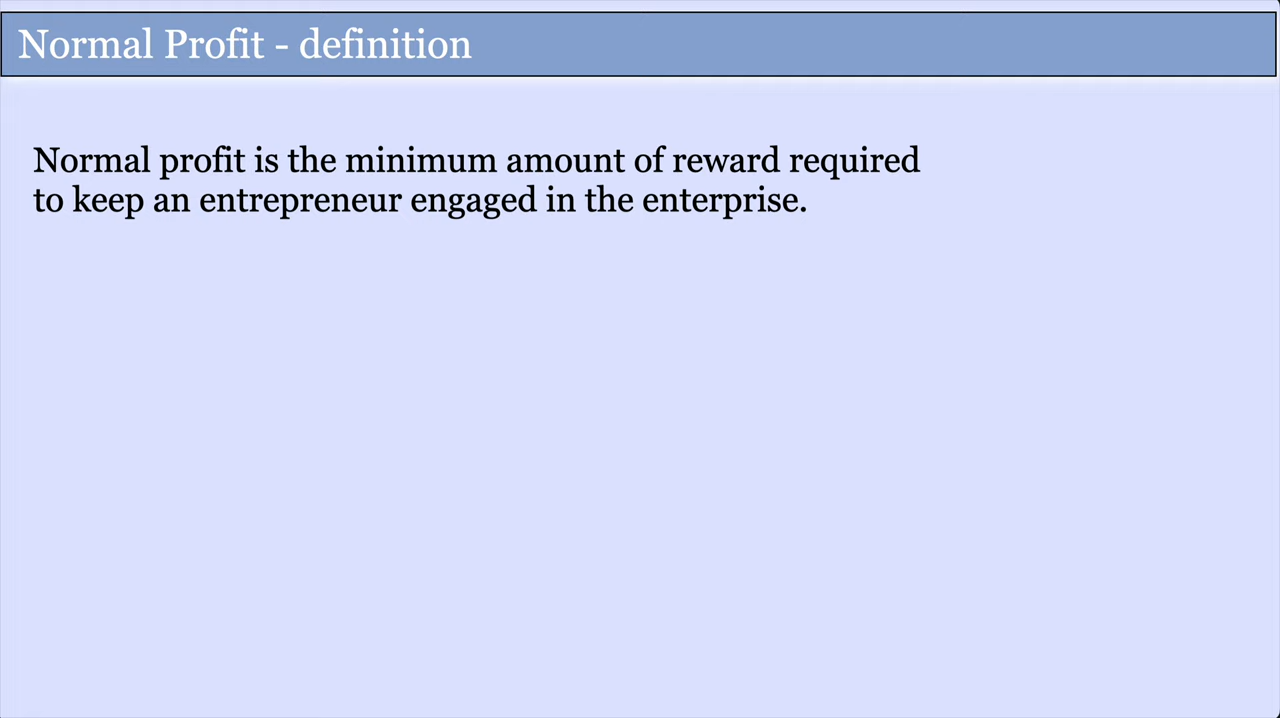 Normal Profit - definition
Normal profit is the minimum amount of reward required
to keep an entrepreneur engaged in the enterprise.